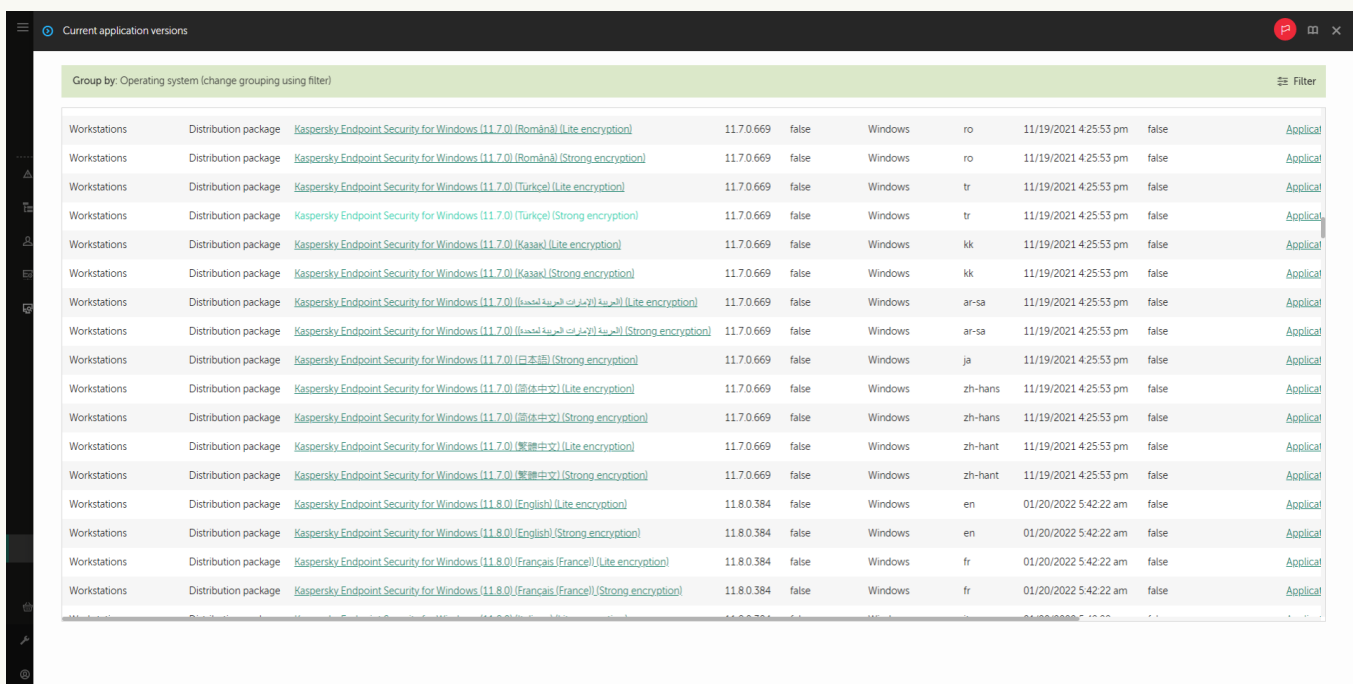 Current application versions
Group by: Operating system (change grouping using filter) Filter
Workstations Distribution package Kaspersky Endpoint Security for Windows (11.7.0) (Română) (Lite encryption) 11.7.0.669 false Windows ro 11/19/2021 4:25:53 pm false Applicat
Workstations Distribution package Kaspersky Endpoint Security for Windows (11.7.0) (Română) (Strong encryption) 11.7.0.669 false Windows ro 11/19/2021 4:25:53 pm false Applicat
Workstations Distribution package Kaspersky Endpoint Security for Windows (11.7.0) (Türkçe) (Lite encryption) 11.7.0.669 false Windows tr 11/19/2021 4:25:53 pm false Applicat
Workstations Distribution package Kaspersky Endpoint Security for Windows (11.7.0) (Türkçe) (Strong encryption) 11.7.0.669 false Windows tr 11/19/2021 4:25:53 pm false Applicat
Workstations Distribution package Kaspersky Endpoint Security for Windows (11.7.0) (Қазақ) (Lite encryption) 11.7.0.669 false Windows kk 11/19/2021 4:25:53 pm false Applicat
Workstations Distribution package Kaspersky Endpoint Security for Windows (11.7.0) (Қазақ) (Strong encryption) 11.7.0.669 false Windows kk 11/19/2021 4:25:53 pm false Applicat
Workstations Distribution package Kaspersky Endpoint Security for Windows (11.7.0) (العربية (الإمارات العربية لمتحدة)) (Lite encryption) 11.7.0.669 false Windows ar-sa 11/19/2021 4:25:53 pm false Applicat
Workstations Distribution package Kaspersky Endpoint Security for Windows (11.7.0) (العربية (الإمارات العربية لمتحدة)) (Strong encryption) 11.7.0.669 false Windows ar-sa 11/19/2021 4:25:53 pm false Applicat
Workstations Distribution package Kaspersky Endpoint Security for Windows (11.7.0) (日本語) (Strong encryption) 11.7.0.669 false Windows ja 11/19/2021 4:25:53 pm false Applicat
Workstations Distribution package Kaspersky Endpoint Security for Windows (11.7.0) (简体中文) (Lite encryption) 11.7.0.669 false Windows zh-hans 11/19/2021 4:25:53 pm false Applicat
Workstations Distribution package Kaspersky Endpoint Security for Windows (11.7.0) (简体中文) (Strong encryption) 11.7.0.669 false Windows zh-hans 11/19/2021 4:25:53 pm false Applicat
Workstations Distribution package Kaspersky Endpoint Security for Windows (11.7.0) (繁體中文) (Lite encryption) 11.7.0.669 false Windows zh-hant 11/19/2021 4:25:53 pm false Applicat
Workstations Distribution package Kaspersky Endpoint Security for Windows (11.7.0) (繁體中文) (Strong encryption) 11.7.0.669 false Windows zh-hant 11/19/2021 4:25:53 pm false Applicat
Workstations Distribution package Kaspersky Endpoint Security for Windows (11.8.0) (English) (Lite encryption) 11.8.0.384 false Windows en 01/20/2022 5:42:22 am false Applicat
Workstations Distribution package Kaspersky Endpoint Security for Windows (11.8.0) (English) (Strong encryption) 11.8.0.384 false Windows en 01/20/2022 5:42:22 am false Applicat
Workstations Distribution package Kaspersky Endpoint Security for Windows (11.8.0) (Francais (France)) (Lite encryption) 11.8.0.384 false Windows fr 01/20/2022 5:42:22 am false Applicat
Workstations Distribution package Kaspersky Endpoint Security for Windows (11.8.0) (Francais (France)) (Strong encryption) 11.8.0.384 false Windows fr 01/20/2022 5:42:22 am false Applicat